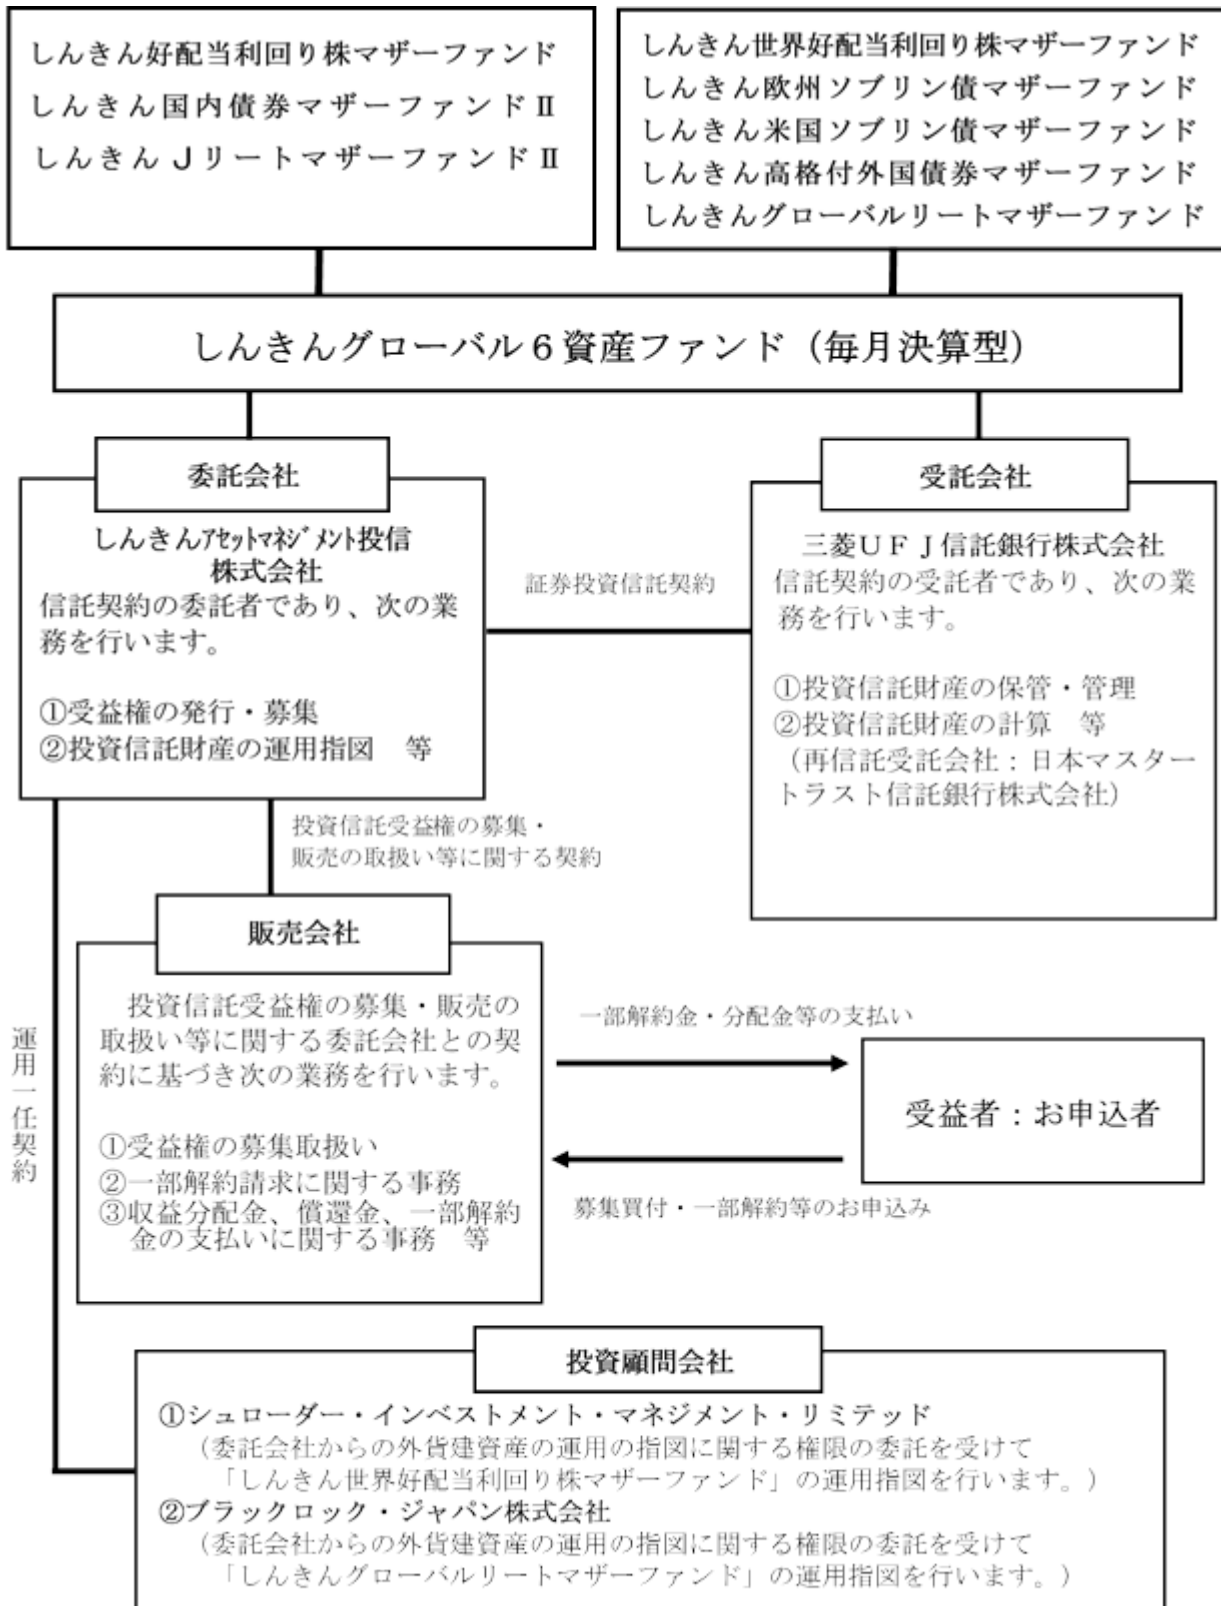 しんきん好配当利回り株マザーファンド
しんきん国内債券マザーファンドⅡ
しんきんＪリートマザーファンドⅡ
しんきん世界好配当利回り株マザーファンド
しんきん欧州ソブリン債マザーファンド
しんきん米国ソブリン債マザーファンド
しんきん高格付外国債券マザーファンド
しんきんグローバルリートマザーファンド
しんきんグローバル６資産ファンド（毎月決算型）
委託会社
しんきんｱｾｯﾄﾏﾈｼﾞﾒﾝﾄ投信
株式会社
信託契約の委託者であり、次の業
務を行います。
①受益権の発行・募集
②投資信託財産の運用指図　等
証券投資信託契約
受託会社
三菱ＵＦＪ信託銀行株式会社
信託契約の受託者であり、次の業
務を行います。
①投資信託財産の保管・管理
②投資信託財産の計算　等
（再信託受託会社：日本マスター
トラスト信託銀行株式会社）
投資信託受益権の募集・
販売の取扱い等に関する契約
販売会社
投資信託受益権の募集・販売の
取扱い等に関する委託会社との契
約に基づき次の業務を行います。
①受益権の募集取扱い
②一部解約請求に関する事務
③収益分配金、償還金、一部解約
金の支払いに関する事務　等
一部解約金・分配金等の支払い
受益者：お申込者
募集買付・一部解約等のお申込み
運用一任契約
投資顧問会社
①シュローダー・インベストメント・マネジメント・リミテッド
（委託会社からの外貨建資産の運用の指図に関する権限の委託を受けて
「しんきん世界好配当利回り株マザーファンド」の運用指図を行います。）
②ブラックロック・ジャパン株式会社
（委託会社からの外貨建資産の運用の指図に関する権限の委託を受けて
「しんきんグローバルリートマザーファンド」の運用指図を行います。）